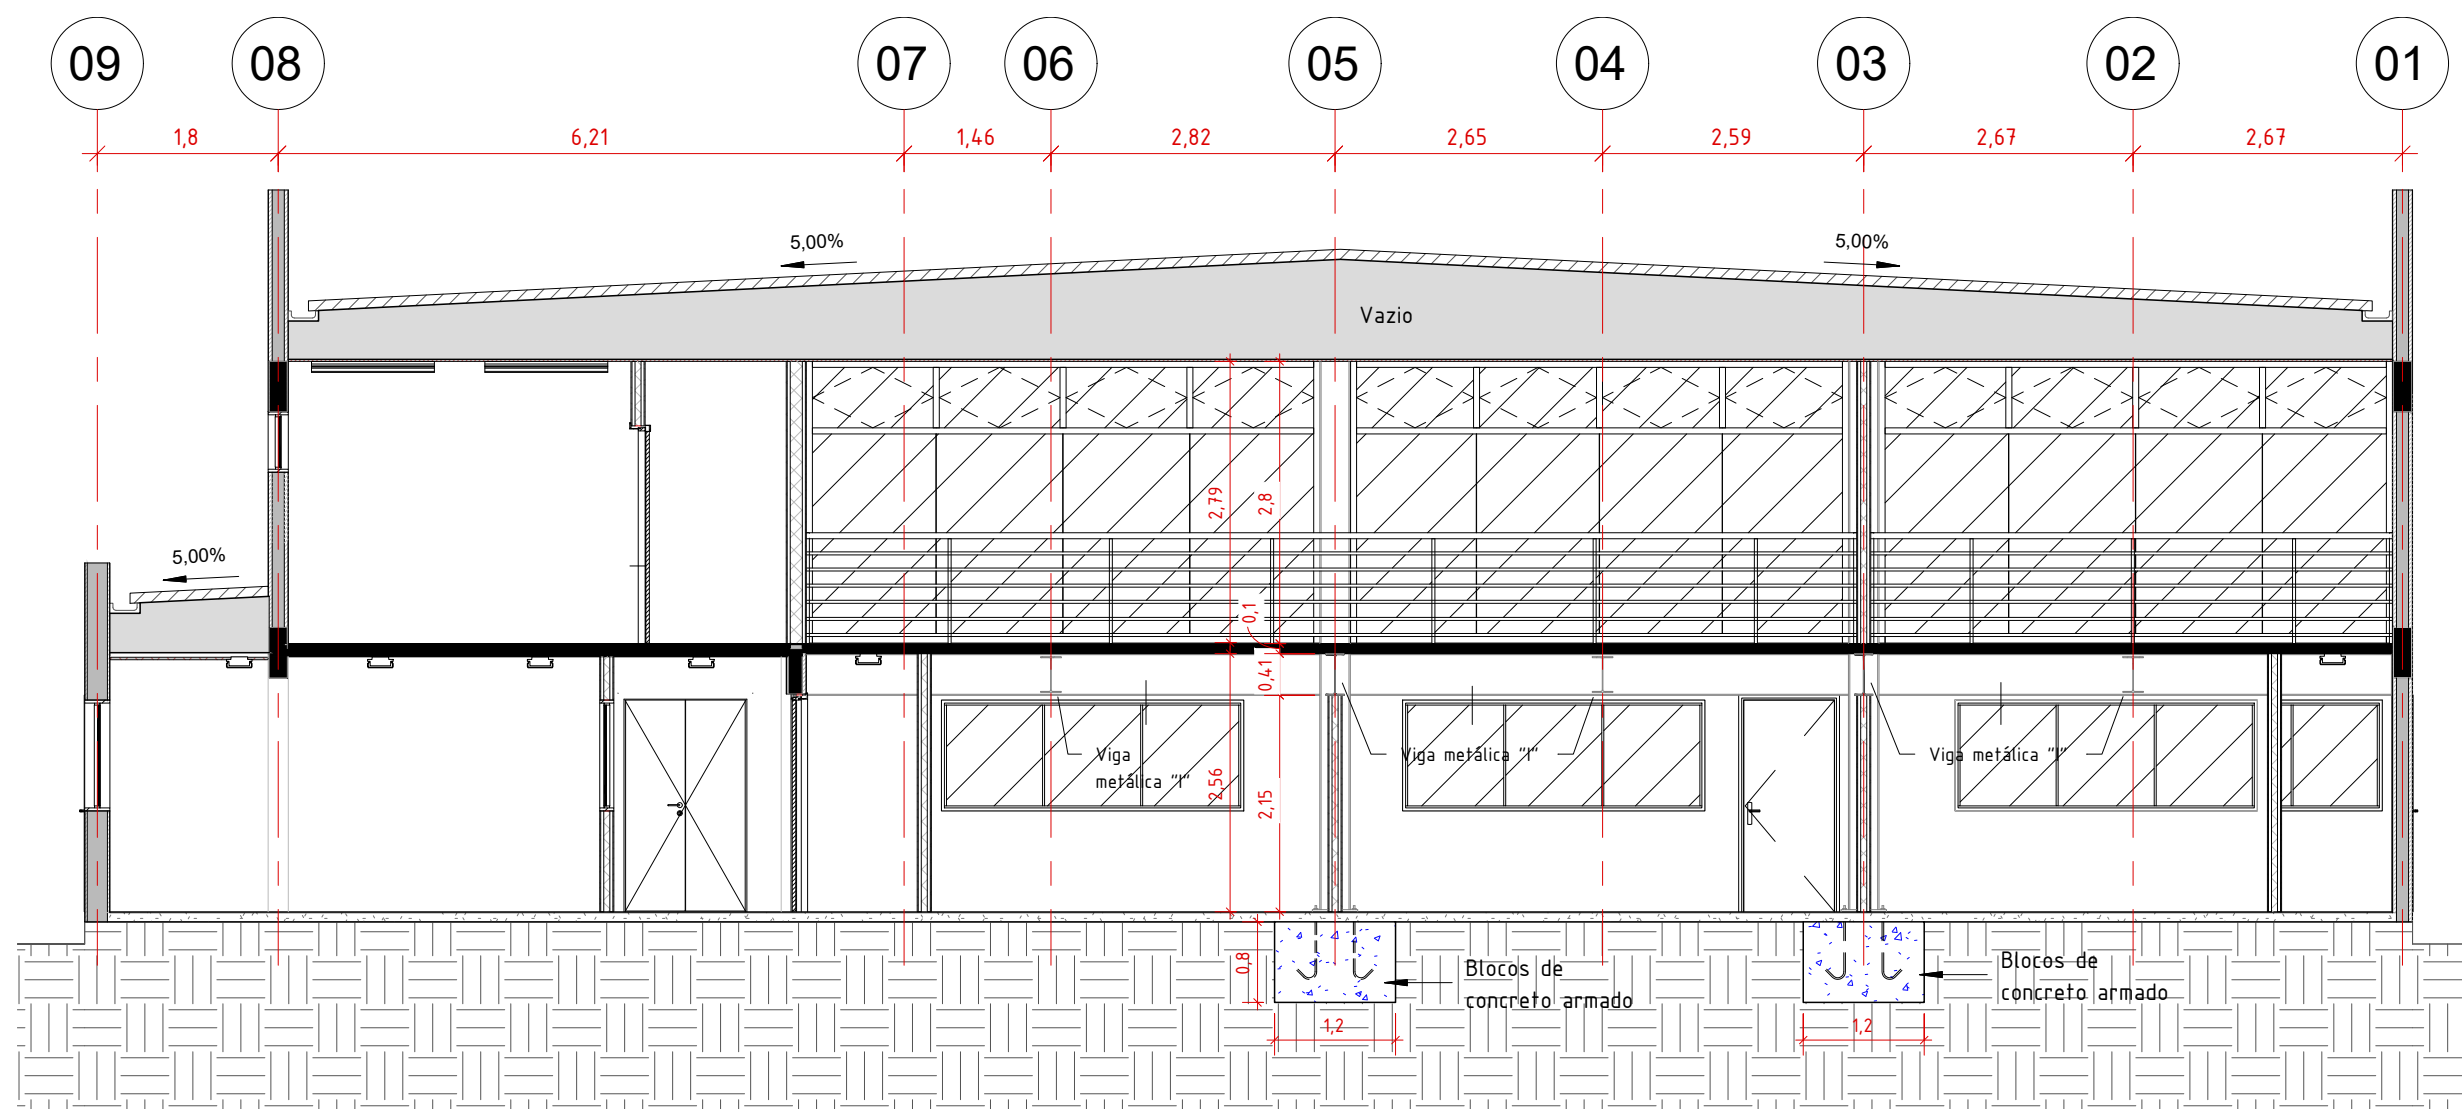 09 08 07 06 05 04 03 02 01
1,8 6,21 1,46 2,82 2,65 2,59 2,67 2,67
5,00% 5,00%
Vazio
2,79 2,8
5,00%
0,1
0,41
Viga
metálica "I"
Viga metálica "I"
Viga metálica "I"
2,56 2,15
0,8
Blocos de
concreto armado
Blocos de
concreto armado
1,2 1,2